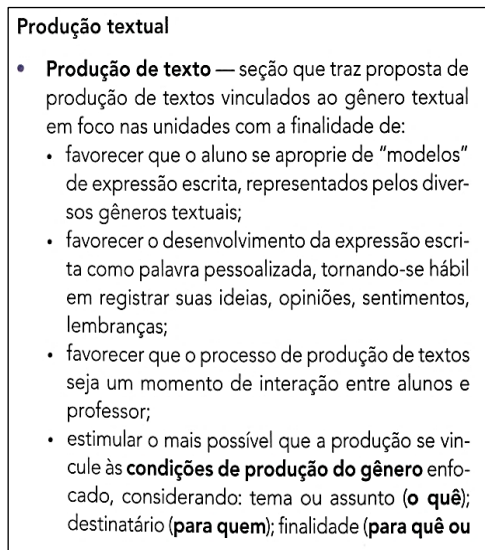 Produção textual
• Produção de texto — seção que traz proposta de
produção de textos vinculados ao gênero textual
em foco nas unidades com a finalidade de:
• favorecer que o aluno se aproprie de “modelos”
de expressão escrita, representados pelos diver-
sos gêneros textuais;
• favorecer o desenvolvimento da expressão escri-
ta como palavra pessoalizada, tornando-se hábil
em registrar suas ideias, opiniões, sentimentos,
lembranças;
• favorecer que o processo de produção de textos
seja um momento de interação entre alunos e
professor;
• estimular o mais possível que a produção se vin-
cule às condições de produção do gênero enfo-
cado, considerando: tema ou assunto (o quê);
destinatário (para quem); finalidade (para quê ou